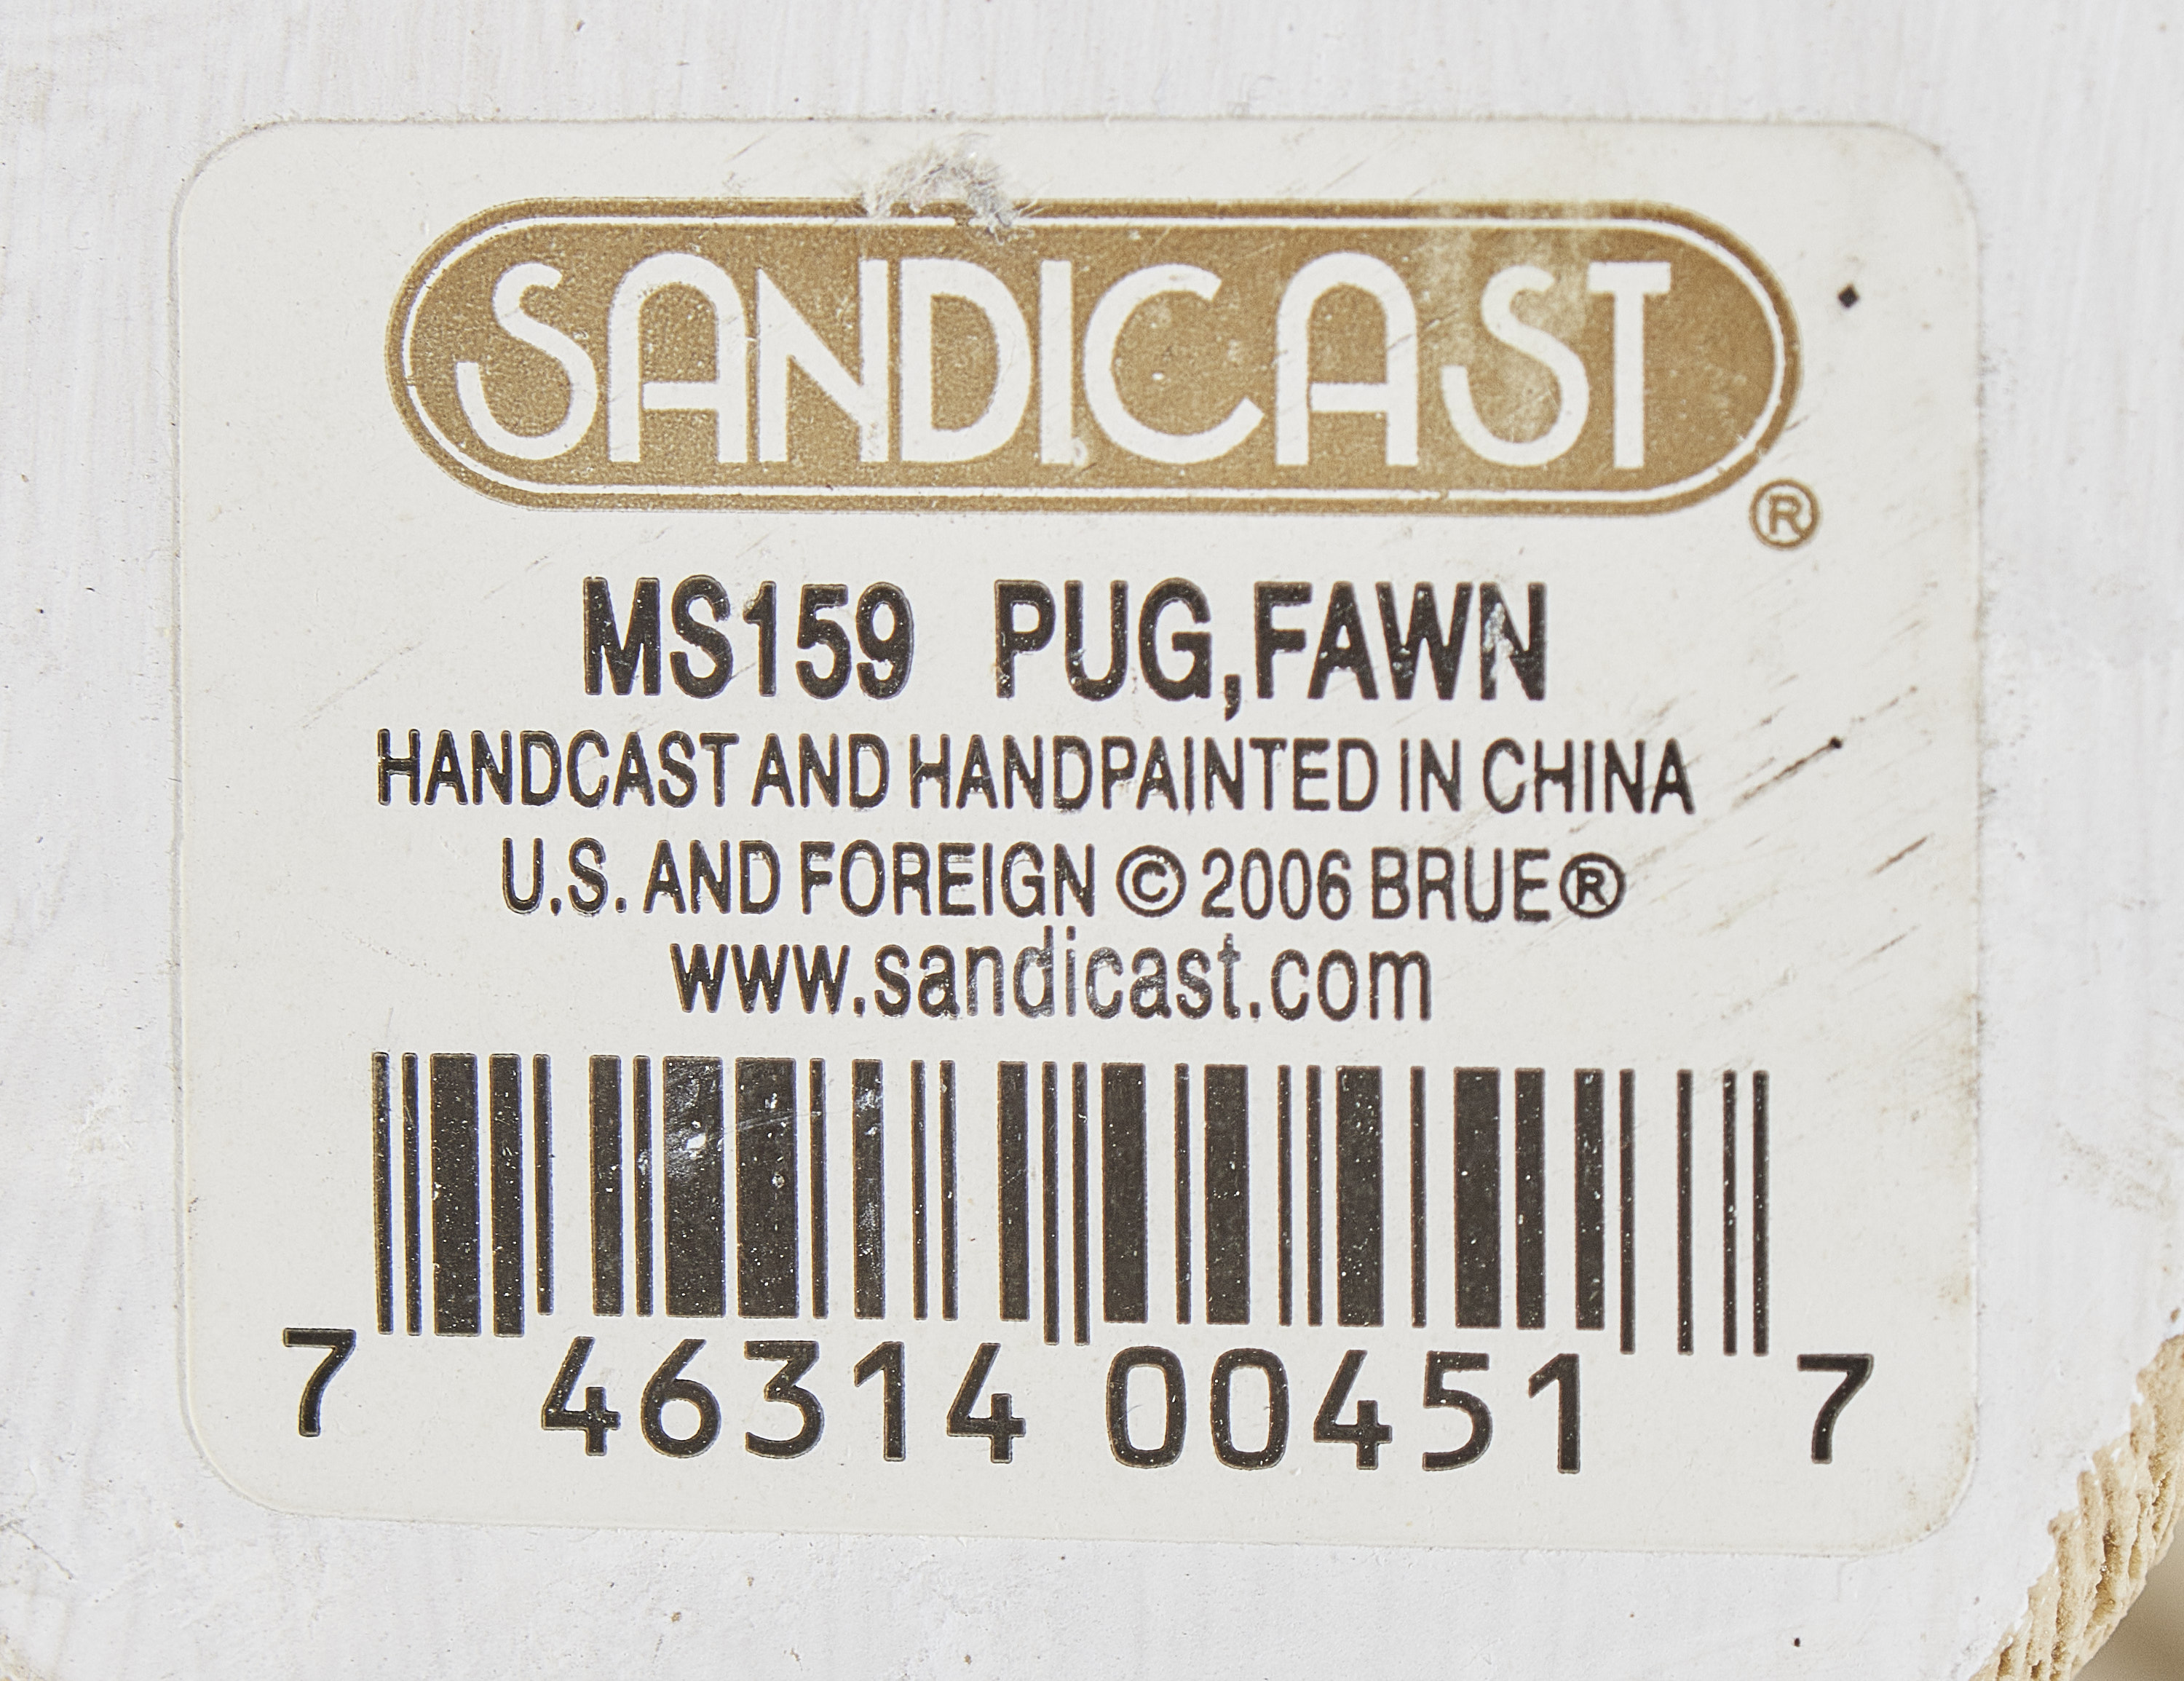 SANDICAST®
MS159 PUG,FAWN
HANDCAST AND HANDPAINTED IN CHINA
U.S. AND FOREIGN © 2006 BRUE®
www.sandicast.com
7 46314 00451 7